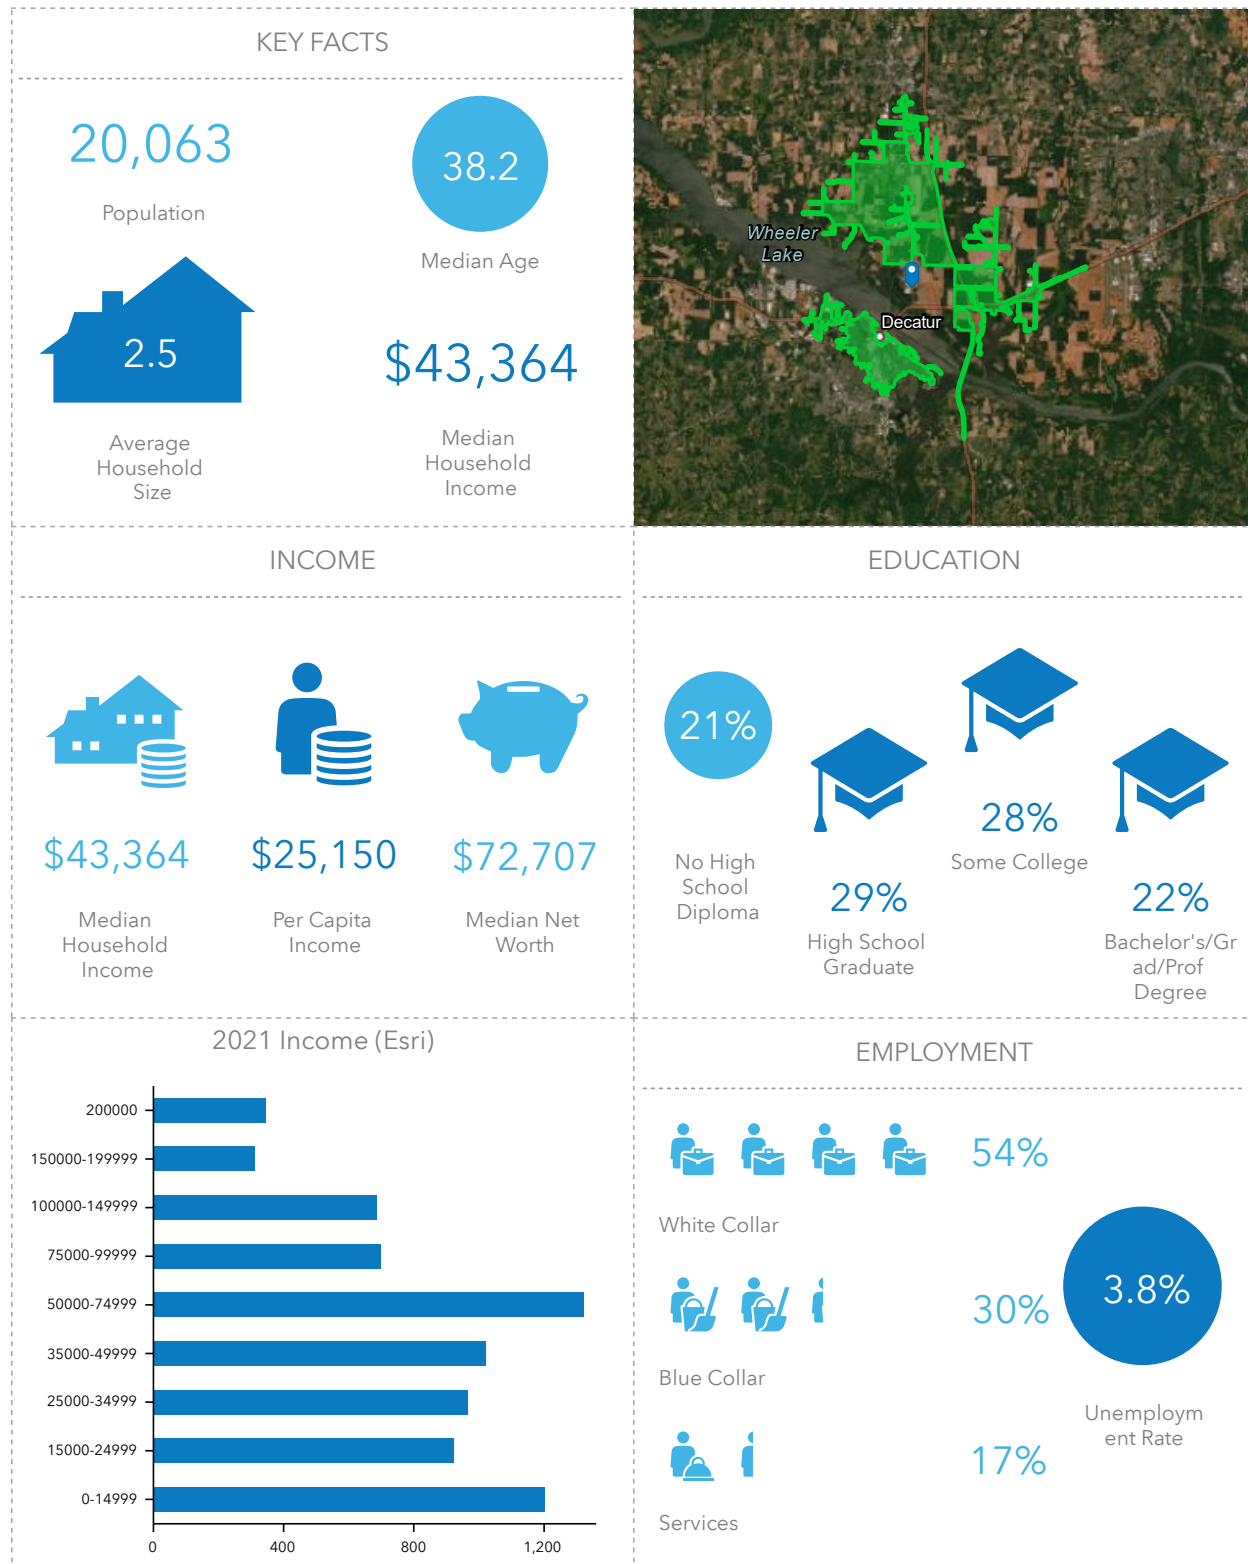 KEY FACTS
20,063
Population
38.2
Median Age
2.5
Average
Household
Size
$43,364
Median
Household
Income
Wheeler
Lake
Decatur
INCOME
$43,364
Median
Household
Income
$25,150
Per Capita
Income
$72,707
Median Net
Worth
EDUCATION
21%
No High
School
Diploma
29%
High School
Graduate
28%
Some College
22%
Bachelor's/Gr
ad/Prof
Degree
2021 Income (Esri)
200000
150000-199999
100000-149999
75000-99999
50000-74999
35000-49999
25000-34999
15000-24999
0-14999
0
400
800
1,200
EMPLOYMENT
54%
White Collar
30%
Blue Collar
17%
Services
3.8%
Unemploym
ent Rate